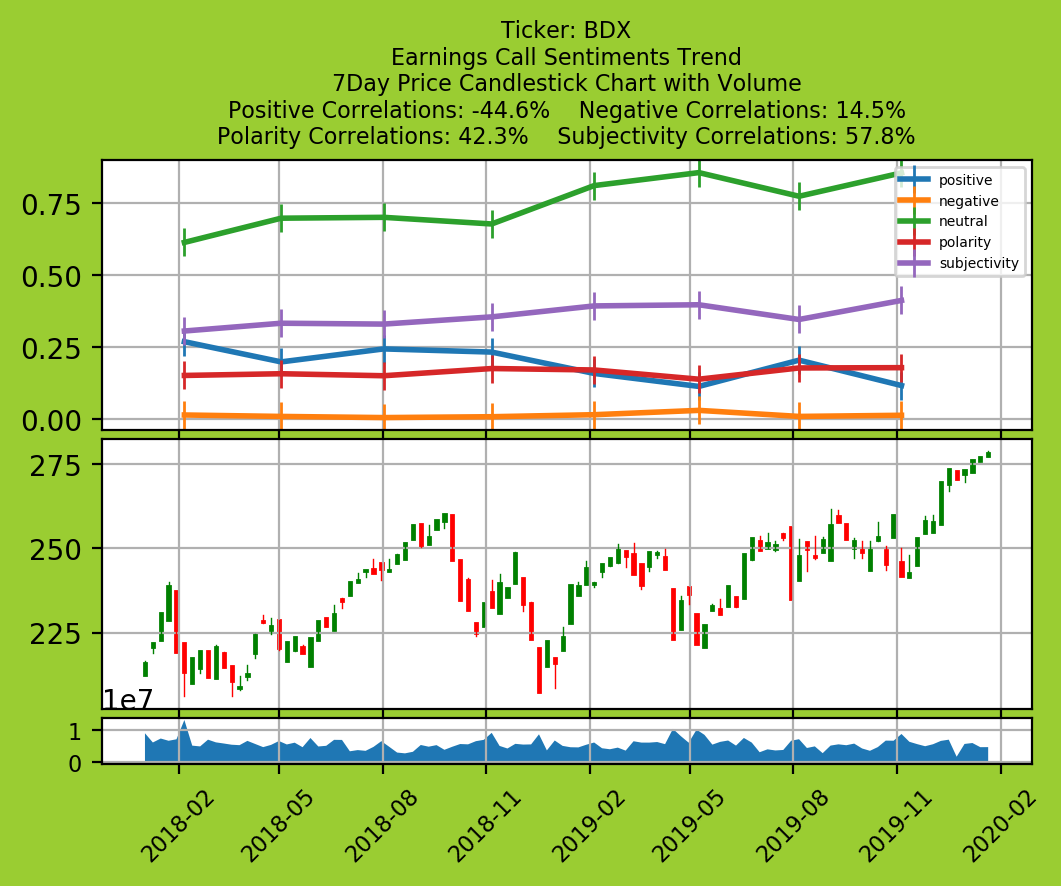 Ticker: BDX
Earnings Call Sentiments Trend
7Day Price Candlestick Chart with Volume
Positive Correlations: -44.6%    Negative Correlations: 14.5%
Polarity Correlations: 42.3%    Subjectivity Correlations: 57.8%
positive
negative
neutral
polarity
subjectivity
0.75
0.50
0.25
0.00
275
250
225
1e7
1
0
2018-02
2018-05
2018-08
2018-11
2019-02
2019-05
2019-08
2019-11
2020-02